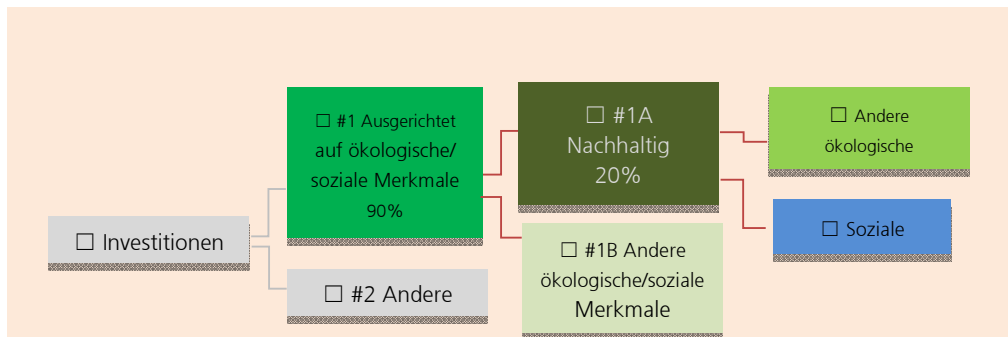 ☐ Investitionen
☐ #1 Ausgerichtet
auf ökologische/
soziale Merkmale
90%
☐ #2 Andere
☐ #1A
Nachhaltig
20%
☐ #1B Andere
ökologische/soziale
Merkmale
☐ Andere
ökologische
☐ Soziale